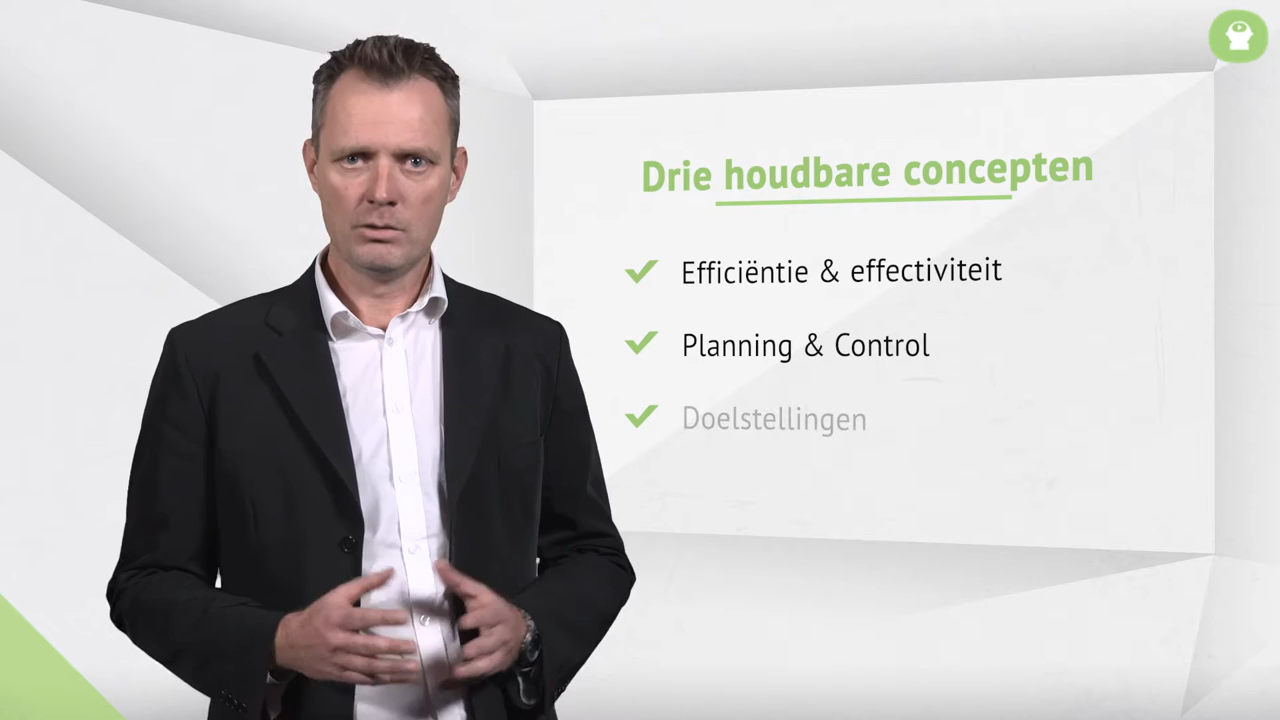 Drie houdbare concepten
Efficiëntie & effectiviteit
Planning & Control
Doelstellingen